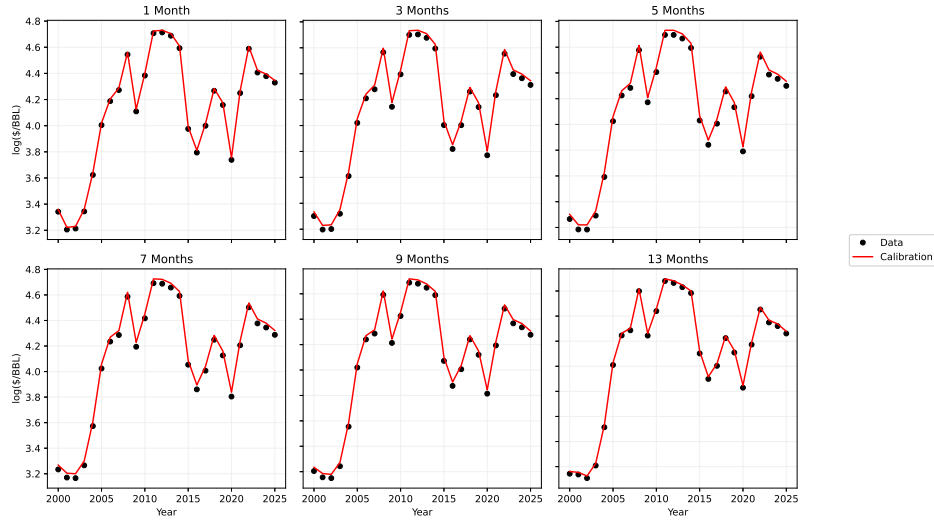 1 Month
3 Months
5 Months
log($/BBL)
4.8
4.4
4.6
4.2
4.0
3.8
3.6
3.4
3.2
Data
Calibration
7 Months
9 Months
13 Months
log($/BBL)
4.8
4.6
4.4
4.2
4.0
3.8
3.6
3.4
3.2
2000 2005 2010 2015 2020 2025
2000 2005 2010 2015 2020 2025
2000 2005 2010 2015 2020 2025
Year
Year
Year